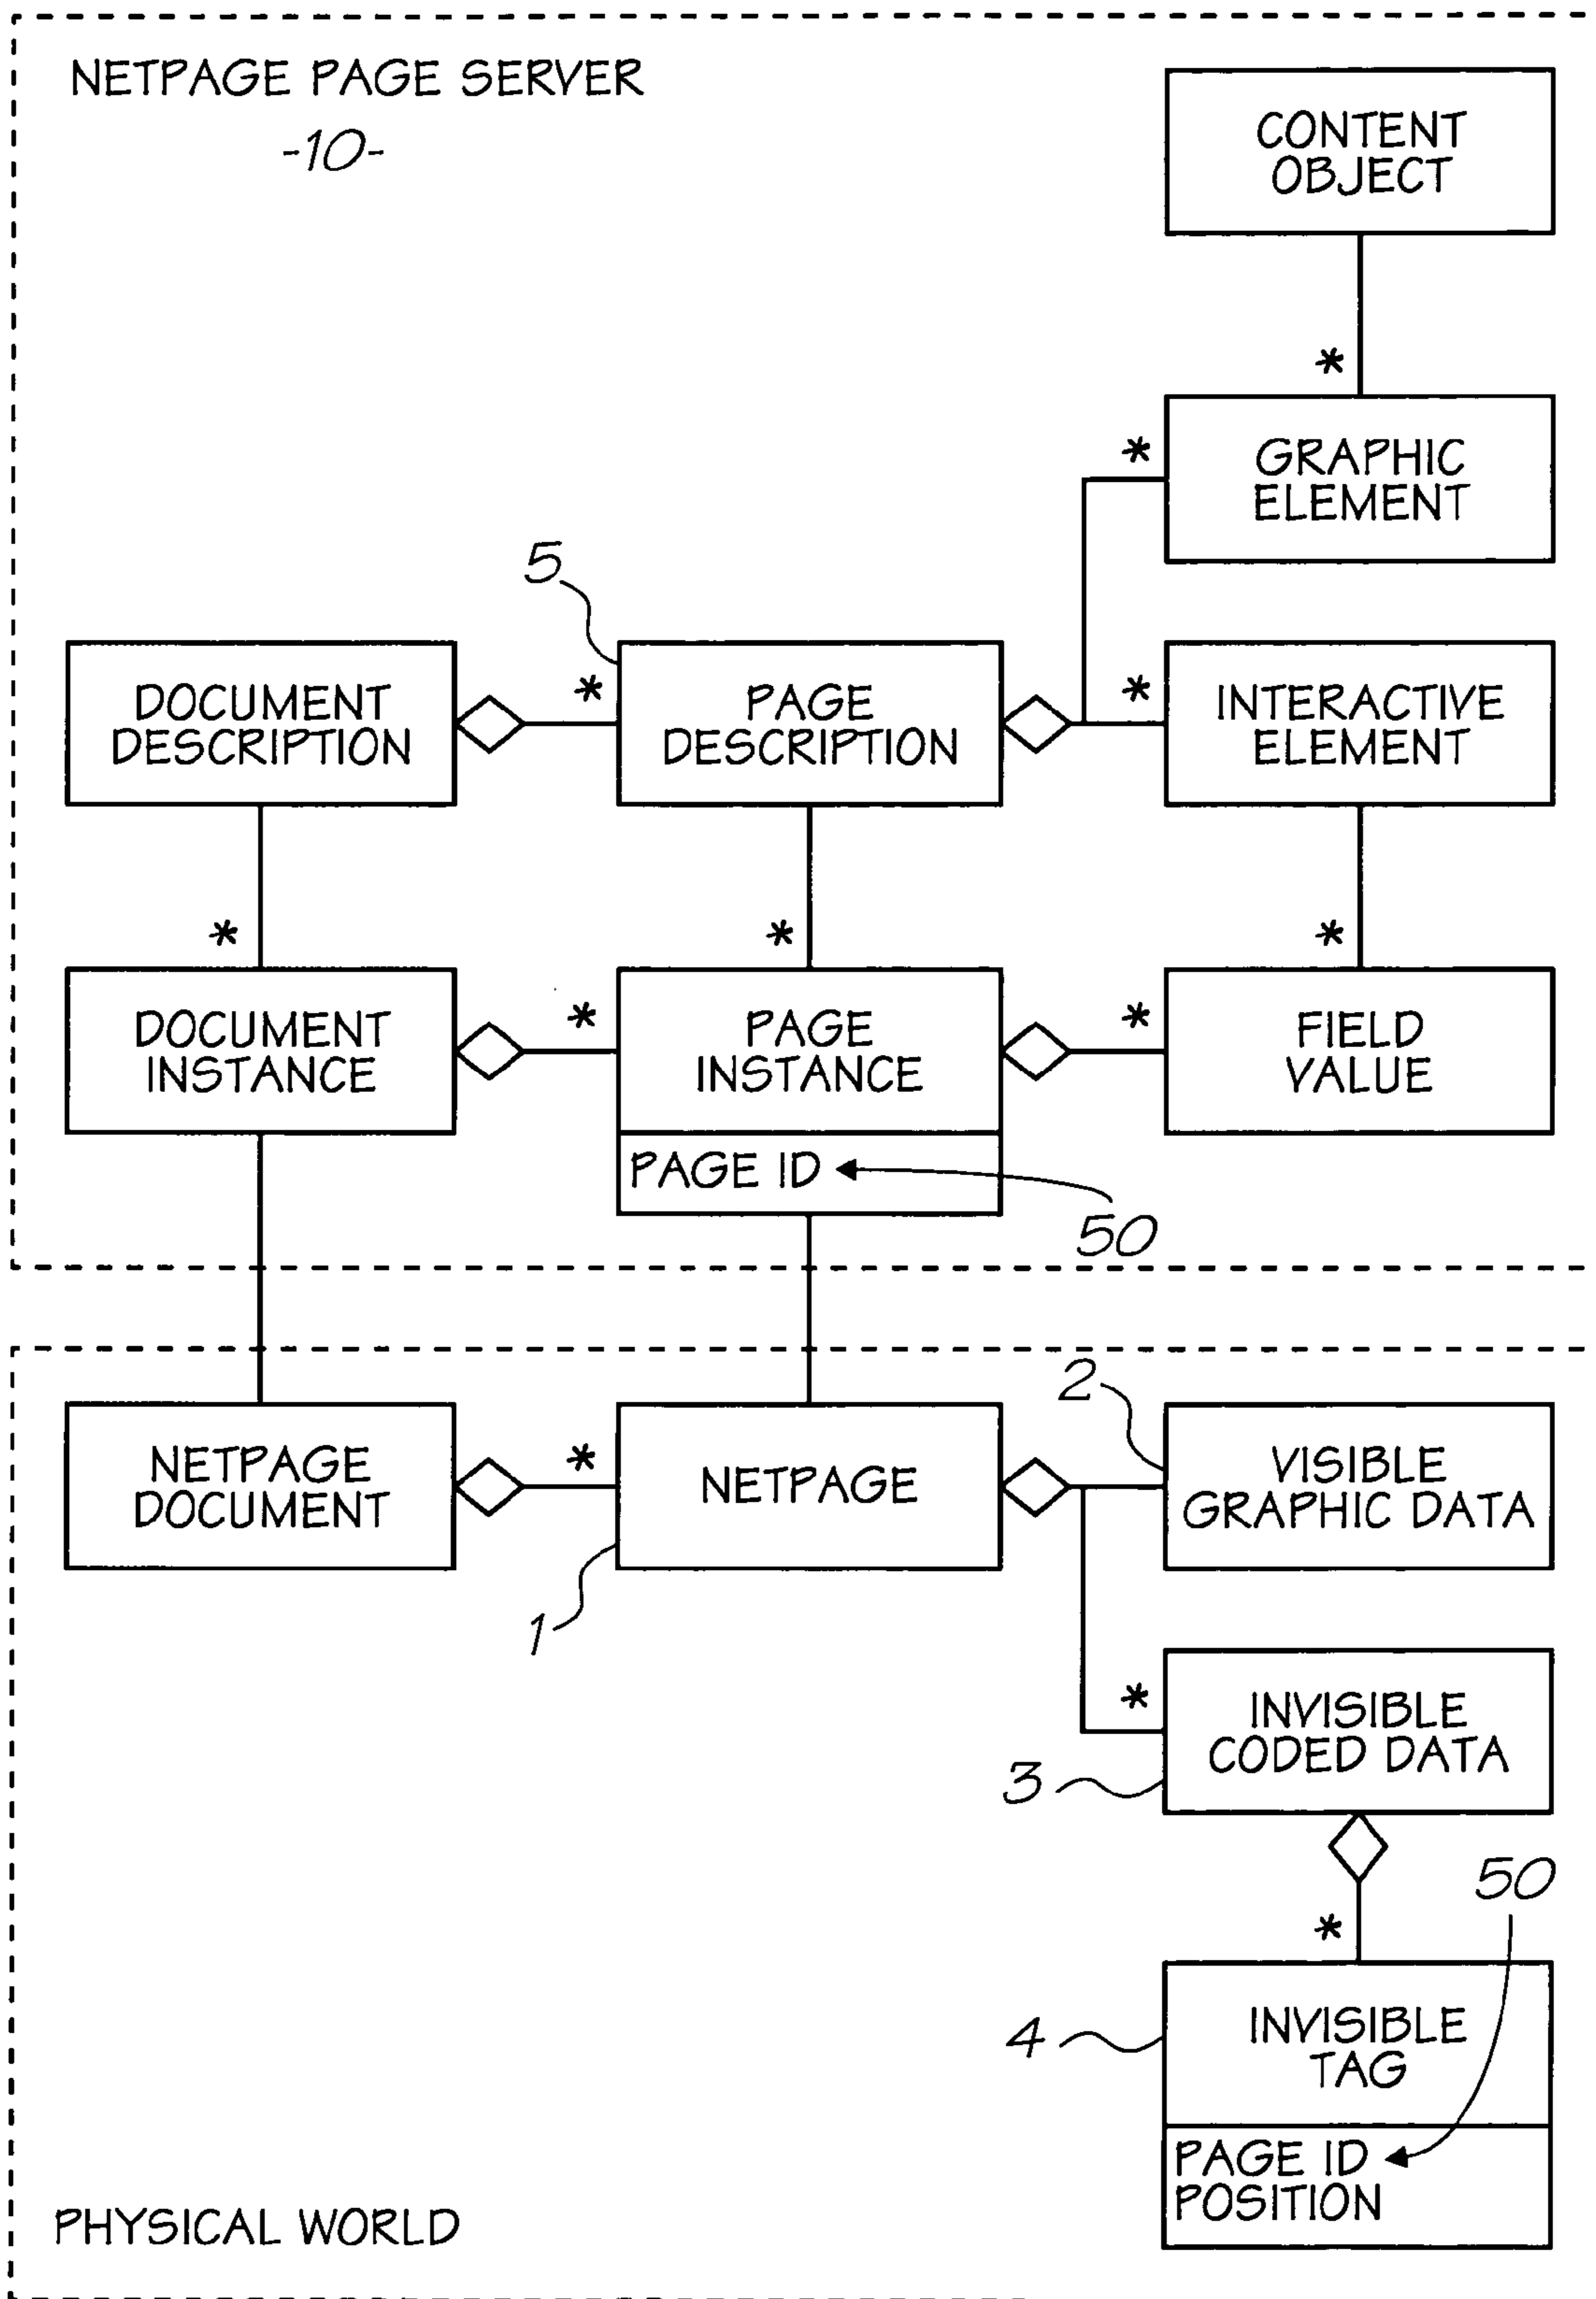 NETPAGE PAGE SERVER
-10-
CONTENT
OBJECT
*
*
GRAPHIC
ELEMENT
5
DOCUMENT
DESCRIPTION
*
PAGE
DESCRIPTION
*
INTERACTIVE
ELEMENT
*
*
*
DOCUMENT
INSTANCE
*
PAGE
INSTANCE
*
FIELD
VALUE
PAGE ID
50
2
NETPAGE
DOCUMENT
*
NETPAGE
VISIBLE
GRAPHIC DATA
1
*
INVISIBLE
CODED DATA
3
50
*
4
INVISIBLE
TAG
PAGE ID
POSITION
PHYSICAL WORLD